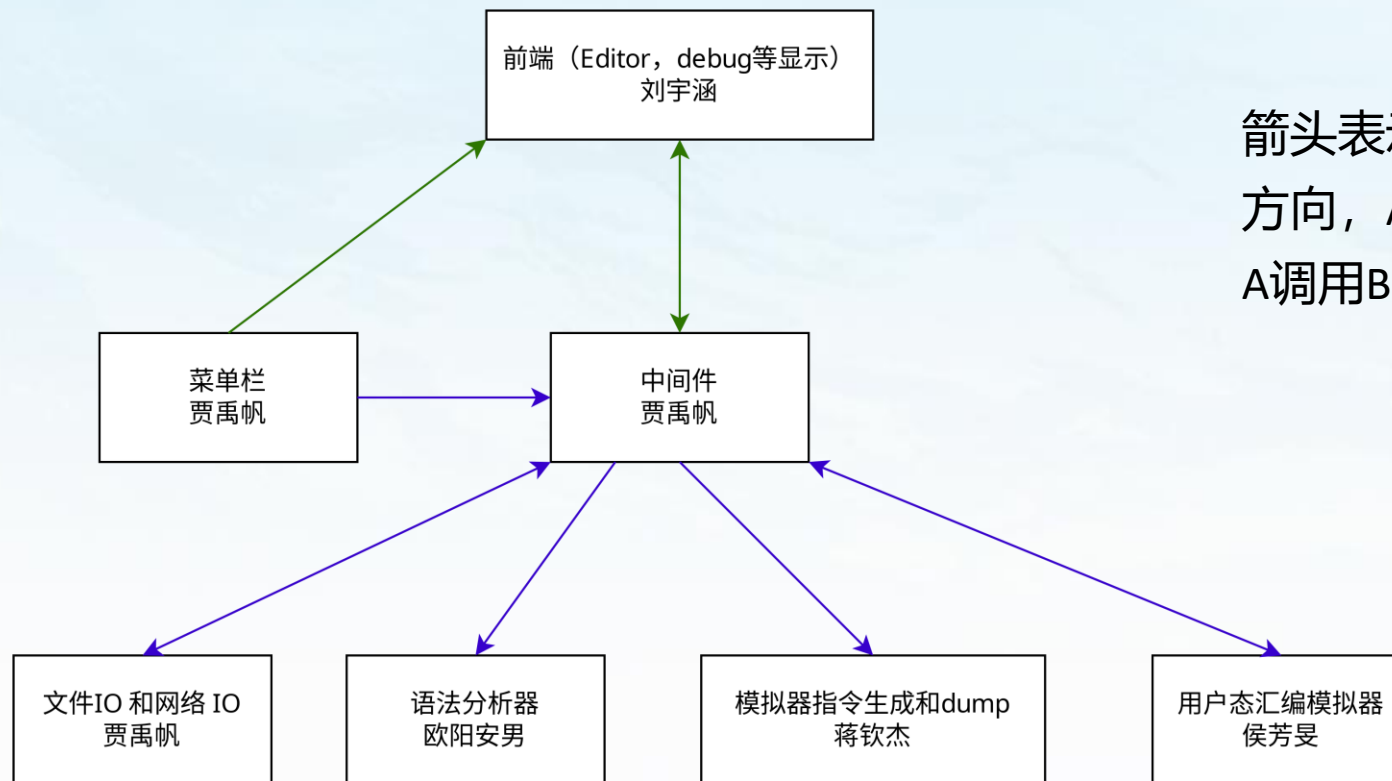 前端（Editor，debug等显示）
刘宇涵
箭头表
方向，
A调用B
菜单栏
贾禹帆
中间件
贾禹帆
文件IO 和网络 IO
贾禹帆
语法分析器
欧阳安男
模拟器指令生成和dump
蒋钦杰
用户态汇编模拟器
侯芳旻